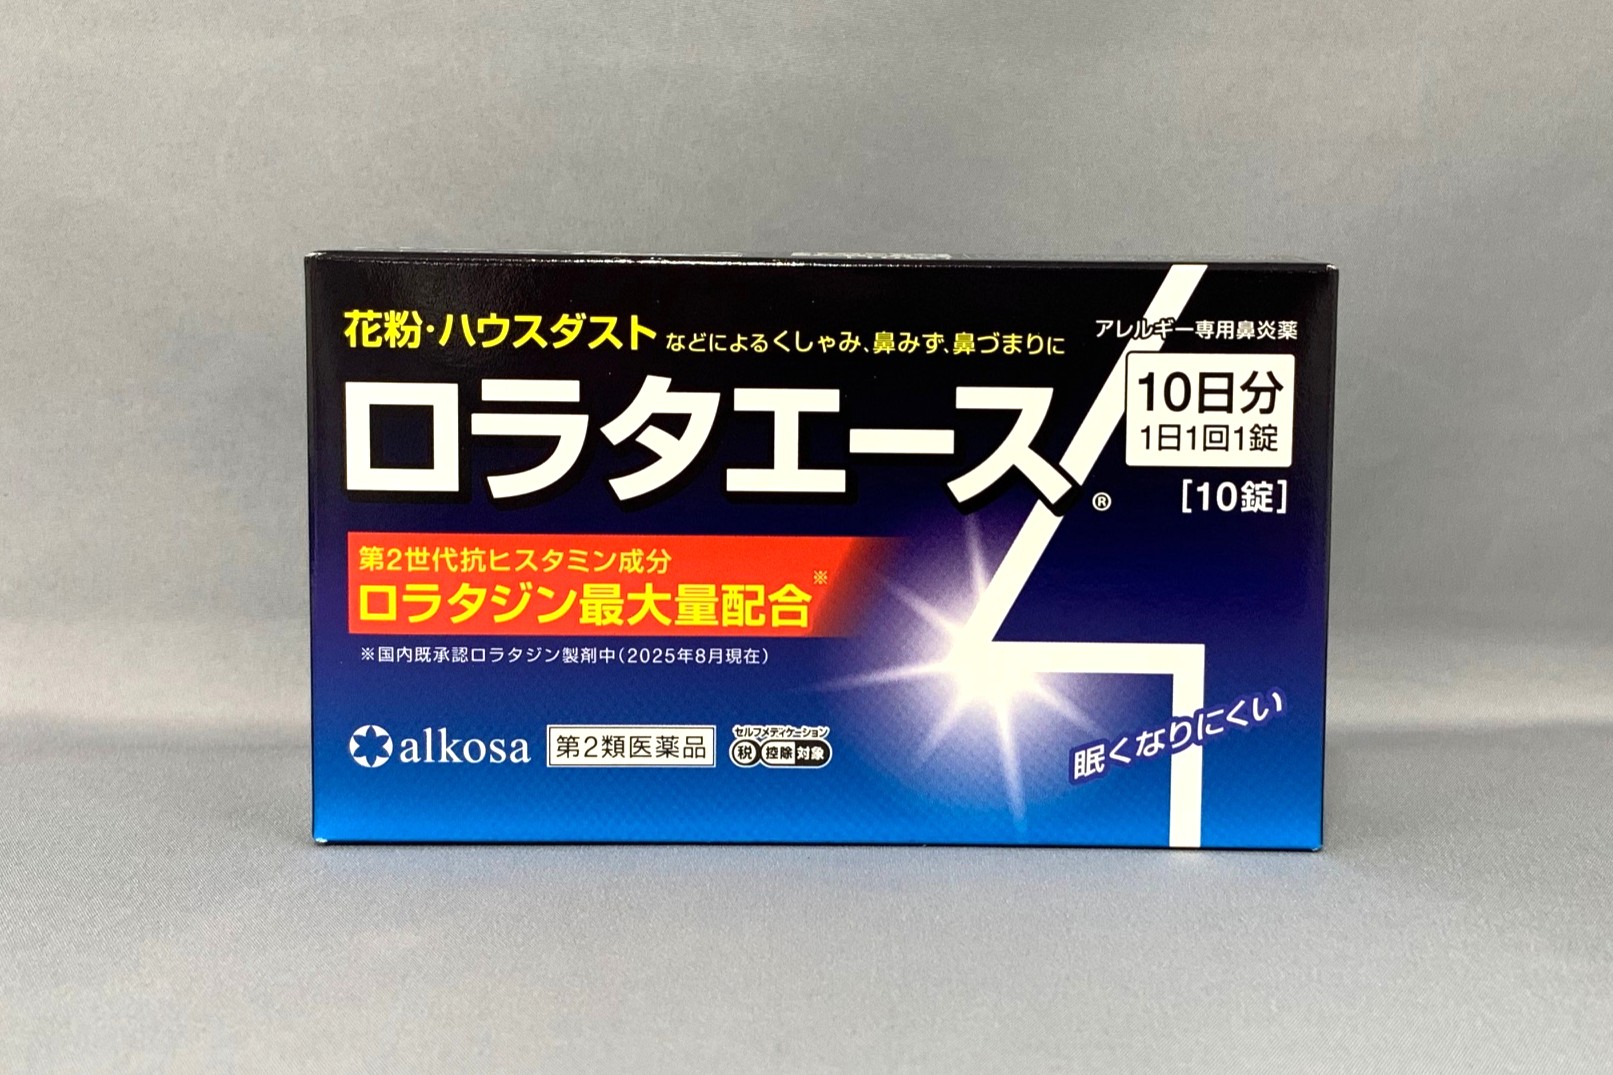 花粉・ハウスダストなどによるくしゃみ、鼻みず、鼻づまりに
アレルギー専用鼻炎薬
ロラタエース®
10日分
1日1回1錠
[10錠]
第2世代抗ヒスタミン成分
ロラタジン最大量配合※
※国内既承認ロラタジン製剤中(2025年8月現在)
眠くなりにくい
alkosa
第2類医薬品
セルフメディケーション
税 控除 対象